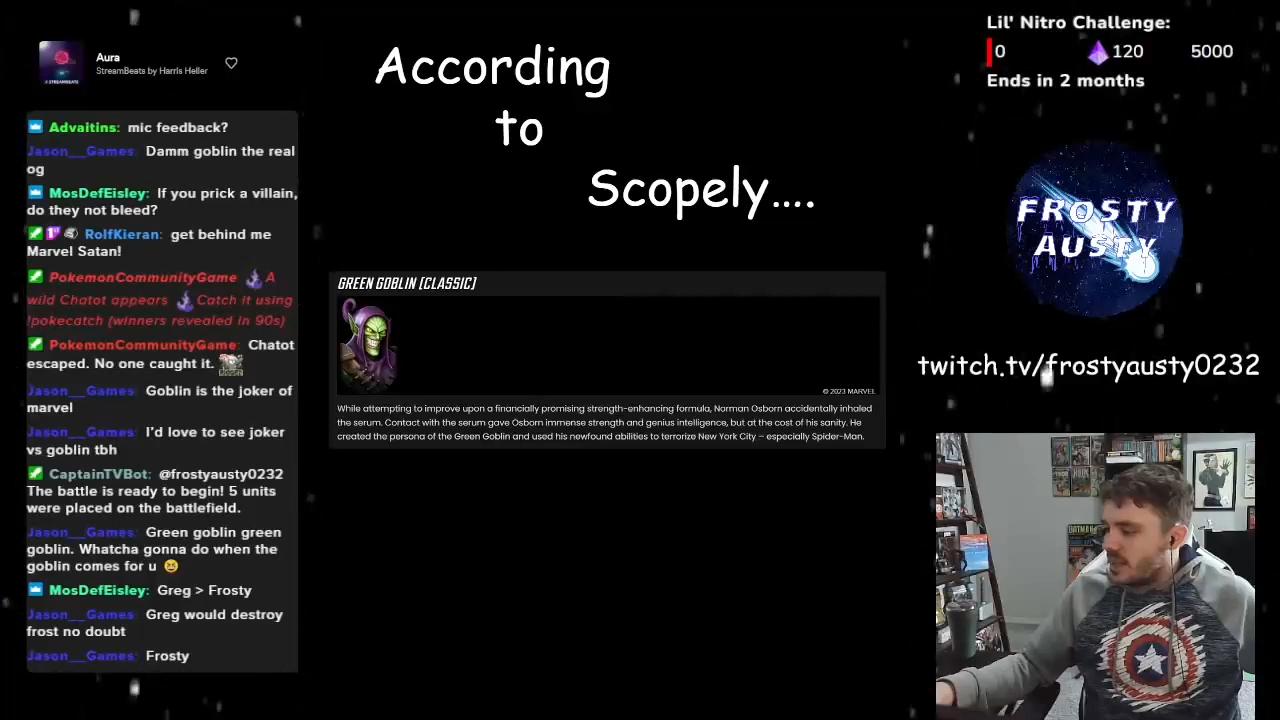 Aura
StreamBeats by Harris Heller
Advaitins: mic feedback?
Jason__Games: Damm goblin the real
og
MosDefEisley: If you prick a villain,
do they not bleed?
RolfKieran: get behind me
Marvel Satan!
PokemonCommunityGame A
wild Chatot appears Catch it using
!pokecatch (winners revealed in 90s)
PokemonCommunityGame: Chatot
escaped. No one caught it.
Jason__Games: Goblin is the joker of
marvel
Jason__Games: I'd love to see joker
vs goblin tbh
CaptainTVBot: @frostyausty0232
The battle is ready to begin! 5 units
were placed on the battlefield.
Jason__Games: Green goblin green
goblin. Whatcha gonna do when the
goblin comes for u
MosDefEisley: Greg > Frosty
Jason__Games: Greg would destroy
frost no doubt
Jason__Games: Frosty
According
to
Scopely....
GREEN GOBLIN [CLASSIC]
© 2023 MARVEL
While attempting to improve upon a financially promising strength-enhancing formula, Norman Osborn accidentally inhaled
the serum. Contact with the serum gave Osborn immense strength and genius intelligence, but at the cost of his sanity. He
created the persona of the Green Goblin and used his newfound abilities to terrorize New York City – especially Spider-Man.
Lil' Nitro Challenge:
0 120 5000
Ends in 2 months
FROSTY
AUSTY
twitch.tv/frostyausty0232
BATMAN